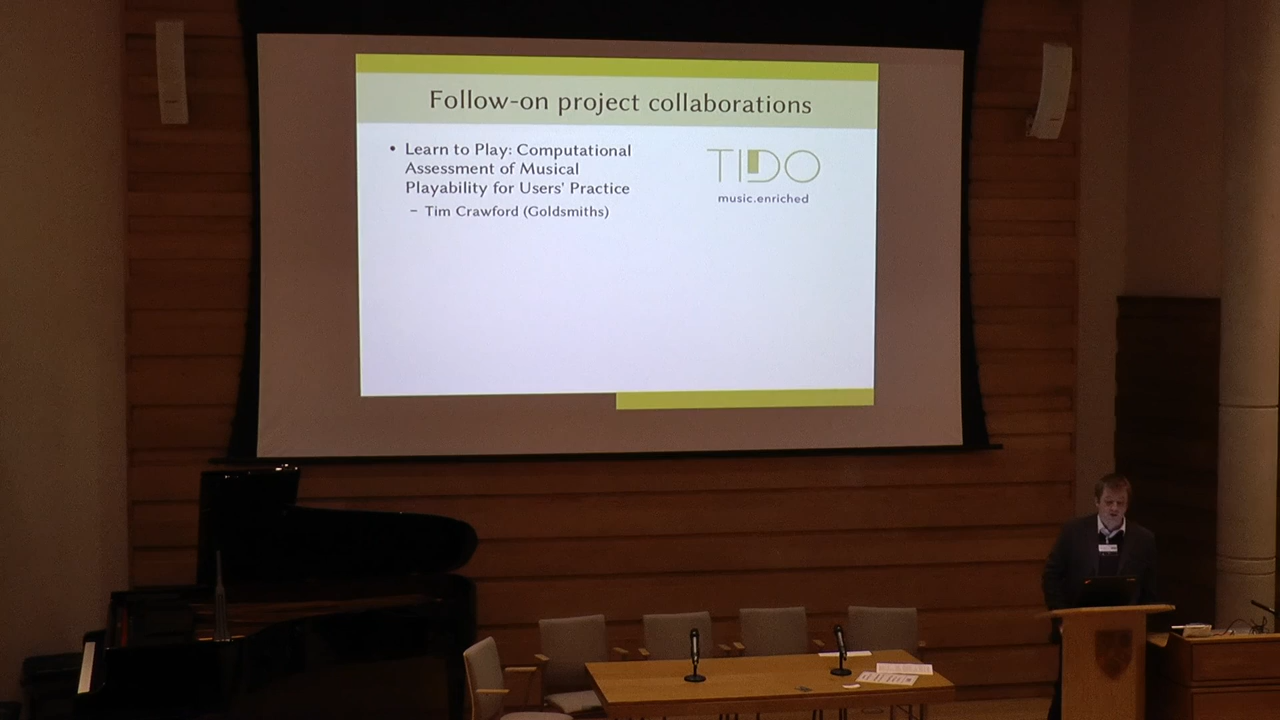 Follow-on project collaborations
• Learn to Play: Computational
Assessment of Musical
Playability for Users' Practice
– Tim Crawford (Goldsmiths)
TIDO
music.enriched